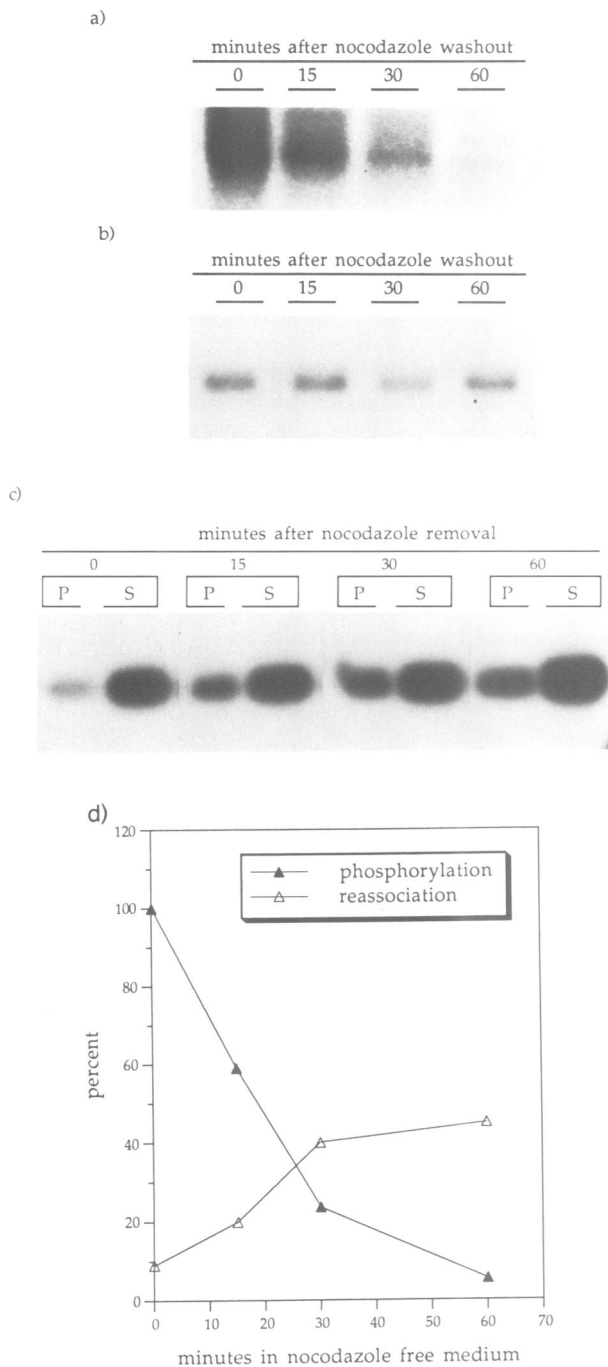 a)
minutes after nocodazole washout
0 15 30 60
b)
minutes after nocodazole washout
0 15 30 60
c)
minutes after nocodazole removal
0 15 30 60
P S P S P S P S
d)
120
100
80
60
40
20
0
percent
phosphorylation
reassociation
0 10 20 30 40 50 60 70
minutes in nocodazole free medium